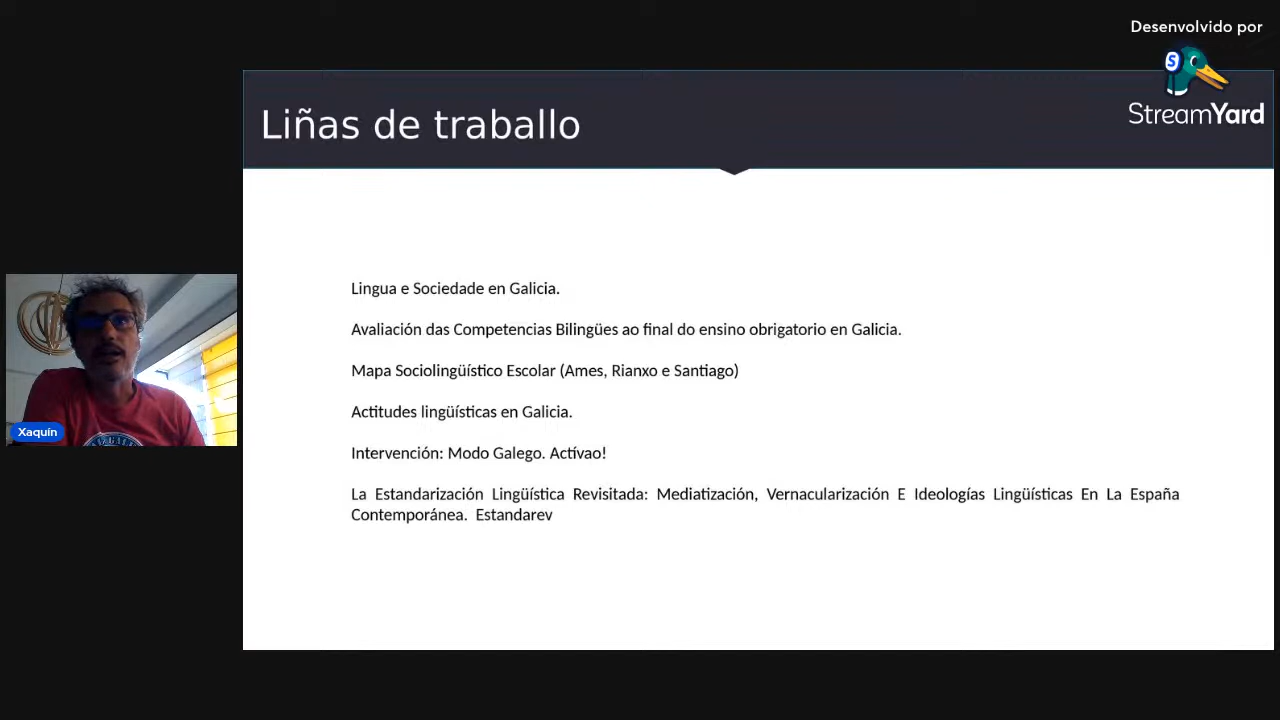 Desenvolvido por
S
StreamYard
Liñas de traballo
Lingua e Sociedade en Galicia.
Avaliación das Competencias Bilingües ao final do ensino obrigatorio en Galicia.
Mapa Sociolingüístico Escolar (Ames, Rianxo e Santiago)
Actitudes lingüísticas en Galicia.
Intervención: Modo Galego. Actívao!
La Estandarización Lingüística Revisitada: Mediatización, Vernacularización E Ideologías Lingüísticas En La España
Contemporánea. Estandarev
Xaquín